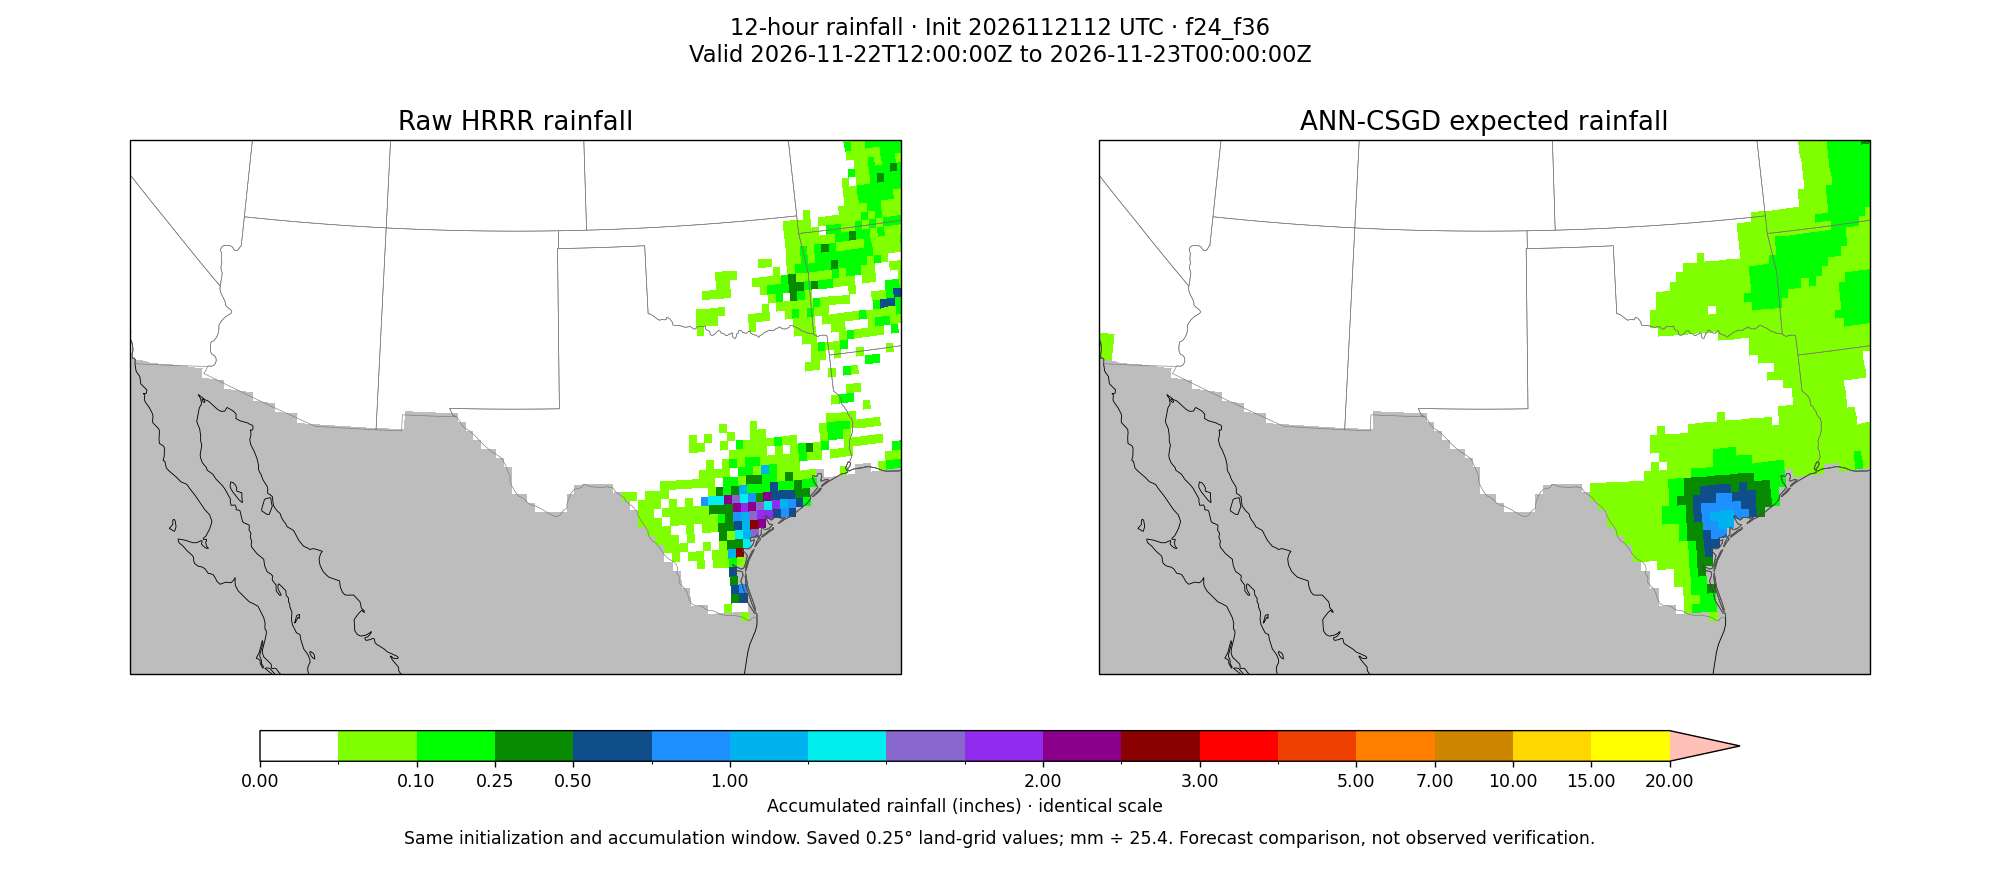 12-hour rainfall · Init 2026112112 UTC · f24_f36
Valid 2026-11-22T12:00:00Z to 2026-11-23T00:00:00Z
Raw HRRR rainfall
ANN-CSGD expected rainfall
0.00 0.10 0.25 0.50 1.00 2.00 3.00 5.00 7.00 10.00 15.00 20.00
Accumulated rainfall (inches) · identical scale
Same initialization and accumulation window. Saved 0.25° land-grid values; mm ÷ 25.4. Forecast comparison, not observed verification.